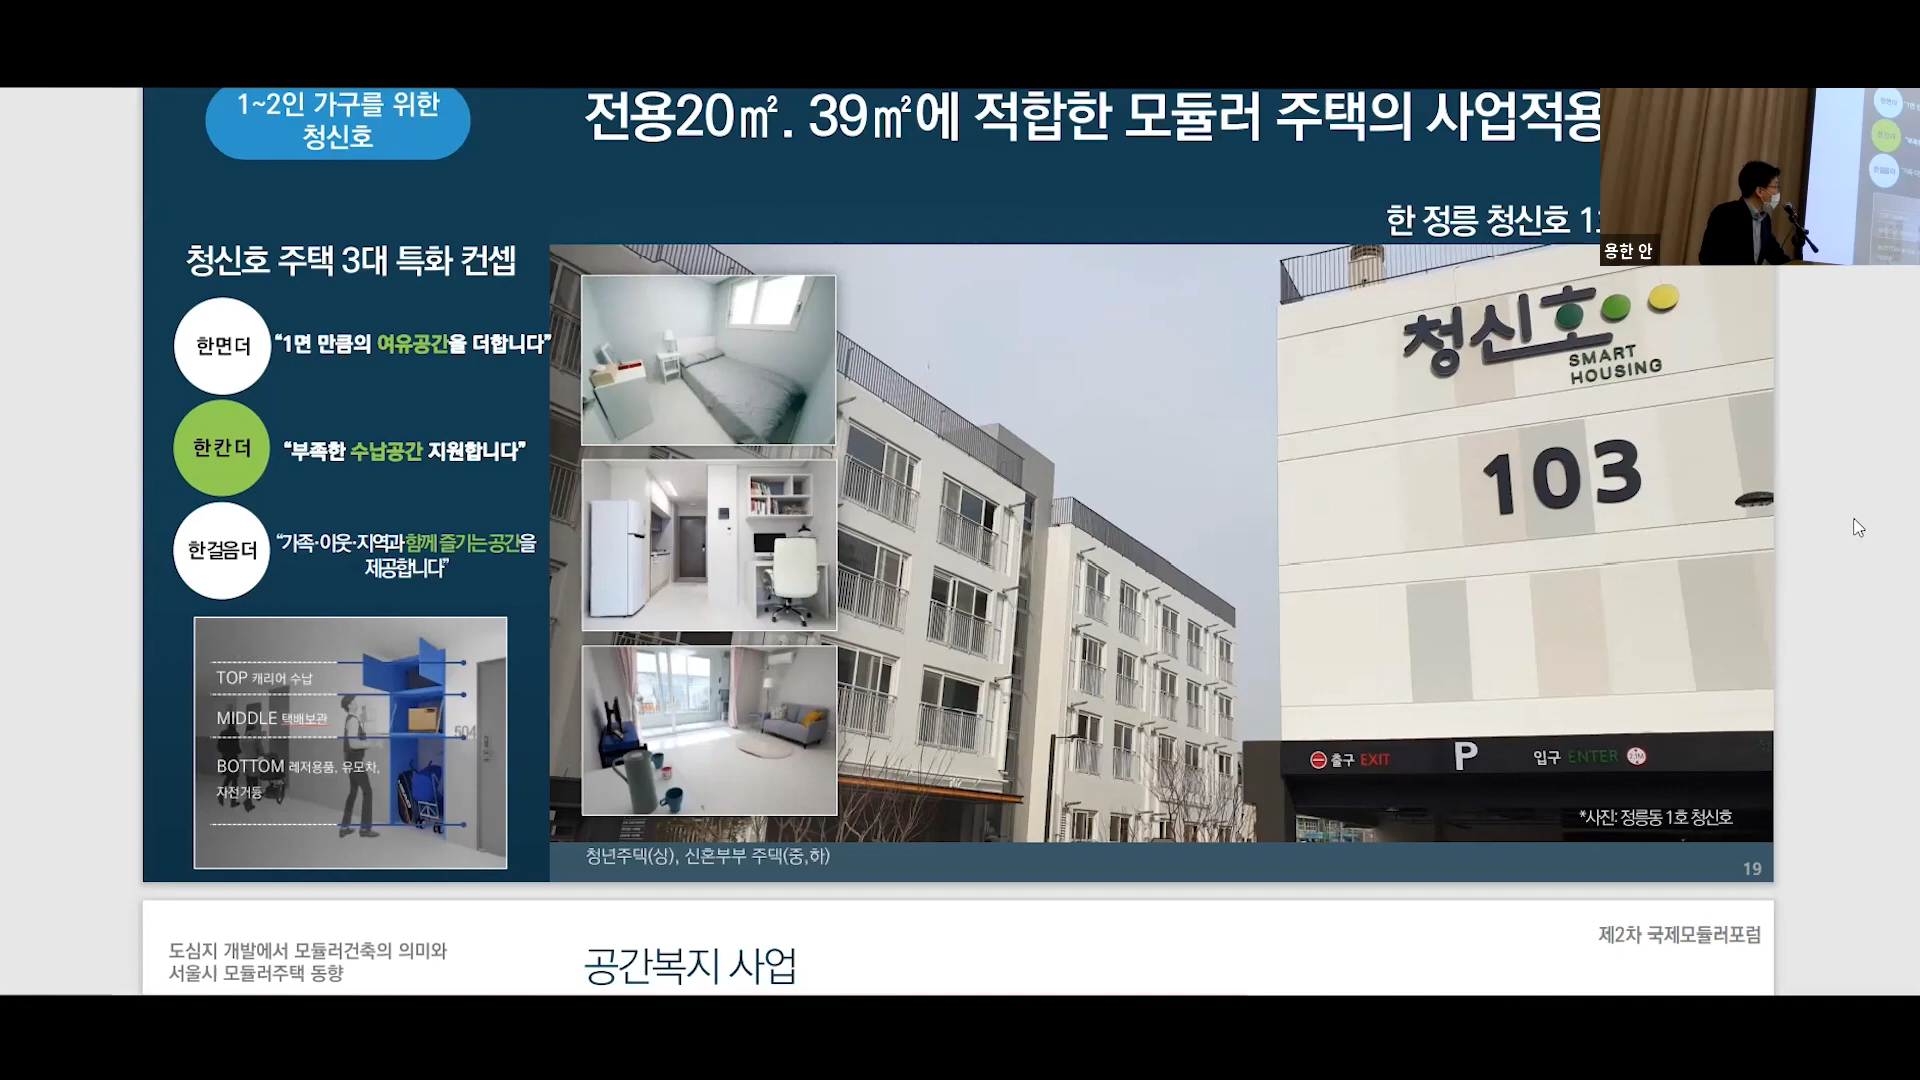 1~2인 가구를 위한
청신호
전용20㎡. 39㎡에 적합한 모듈러 주택의 사업적용
한 정릉 청신호
용한 안
청신호 주택 3대 특화 컨셉
한면더
“1면 만큼의 여유공간을 더합니다”
한칸더
“부족한 수납공간 지원합니다”
한걸음더
“가족·이웃·지역과 함께 즐기는 공간을
제공합니다”
TOP 캐리어 수납
MIDDLE 택배보관
BOTTOM 레저용품, 유모차,
자전거등
504
청신호
SMART
HOUSING
103
출구 EXIT
P
입구 ENTER
*사진: 정릉동 1호 청신호
청년주택(상), 신혼부부 주택(중,하)
19
도심지 개발에서 모듈러건축의 의미와
서울시 모듈러주택 동향
공간복지 사업
제2차 국제모듈러포럼